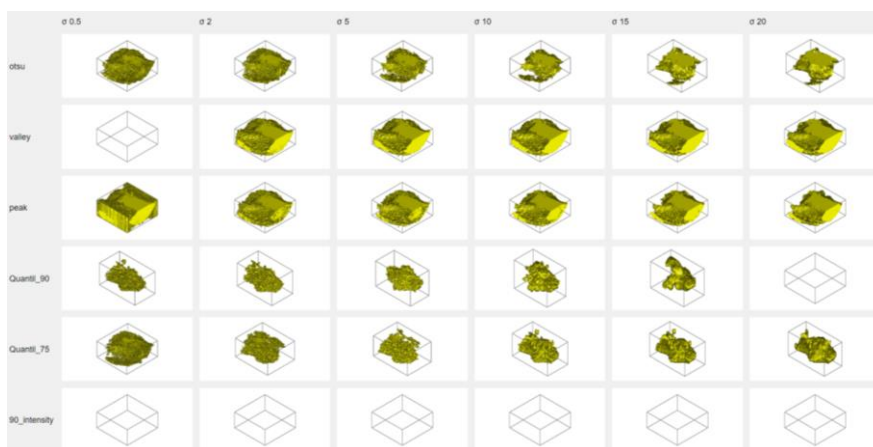 σ 0.5 σ 2 σ 5 σ 10 σ 15 σ 20
otsu
valley
peak
Quantil_90
Quantil_75
90_intensity